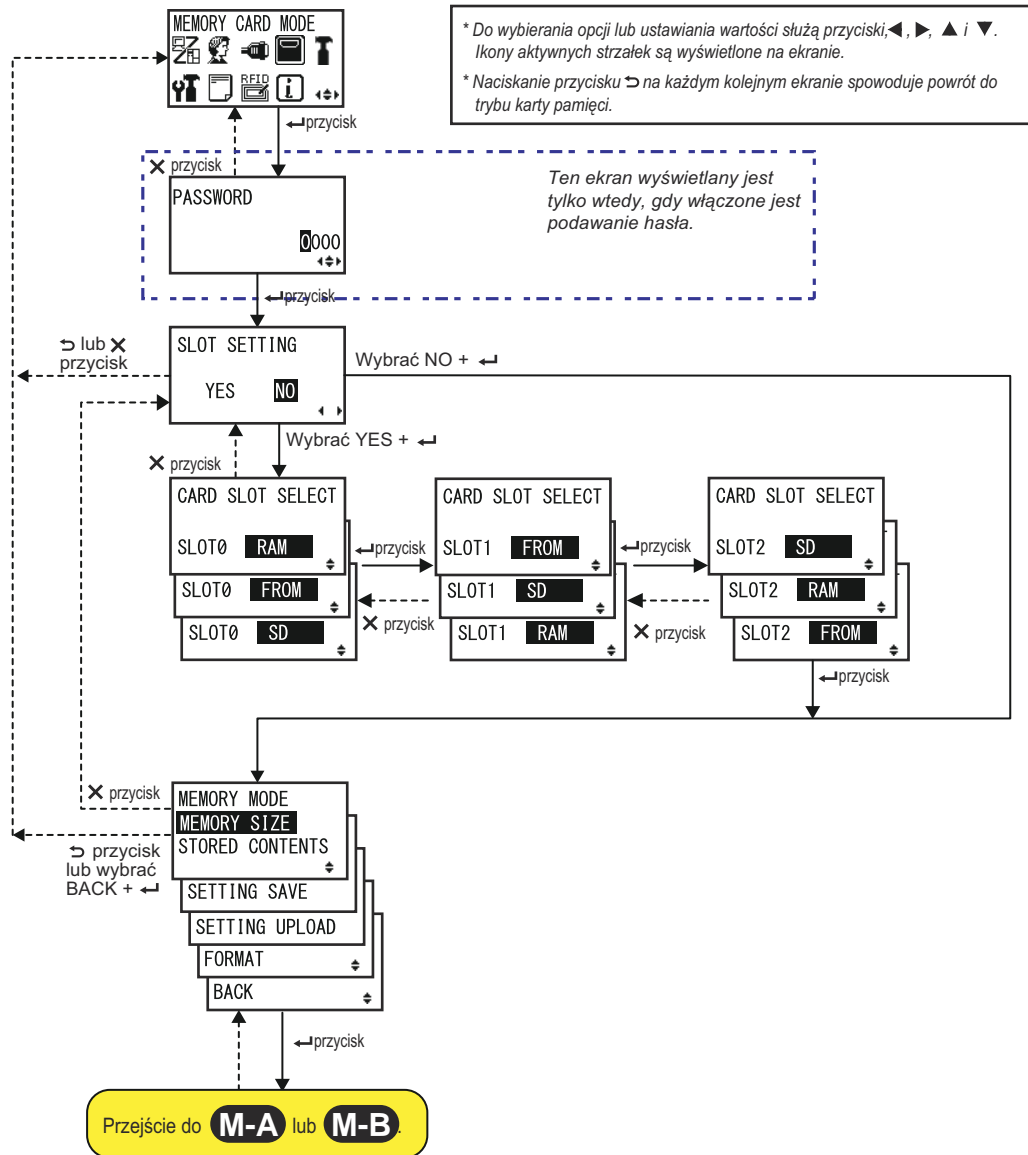 MEMORY CARD MODE
RFID
* Do wybierania opcji lub ustawiania wartości służą przyciski,◀ , ▶, ▲ i ▼.
Ikony aktywnych strzałek są wyświetlone na ekranie.
* Naciskanie przycisku ⮌ na każdym kolejnym ekranie spowoduje powrót do
trybu karty pamięci.
↵przycisk
✕ przycisk
PASSWORD
0000
Ten ekran wyświetlany jest
tylko wtedy, gdy włączone jest
podawanie hasła.
↵przycisk
⮌ lub ✕
przycisk
SLOT SETTING
YES NO
Wybrać NO + ↵
Wybrać YES + ↵
✕ przycisk
CARD SLOT SELECT
SLOT0 RAM
SLOT0 FROM
SLOT0 SD
↵przycisk
✕ przycisk
CARD SLOT SELECT
SLOT1 FROM
SLOT1 SD
SLOT1 RAM
↵przycisk
✕ przycisk
CARD SLOT SELECT
SLOT2 SD
SLOT2 RAM
SLOT2 FROM
↵przycisk
✕ przycisk
⮌ przycisk
lub wybrać
BACK + ↵
MEMORY MODE
MEMORY SIZE
STORED CONTENTS
SETTING SAVE
SETTING UPLOAD
FORMAT
BACK
↵przycisk
Przejście do M-A lub M-B.